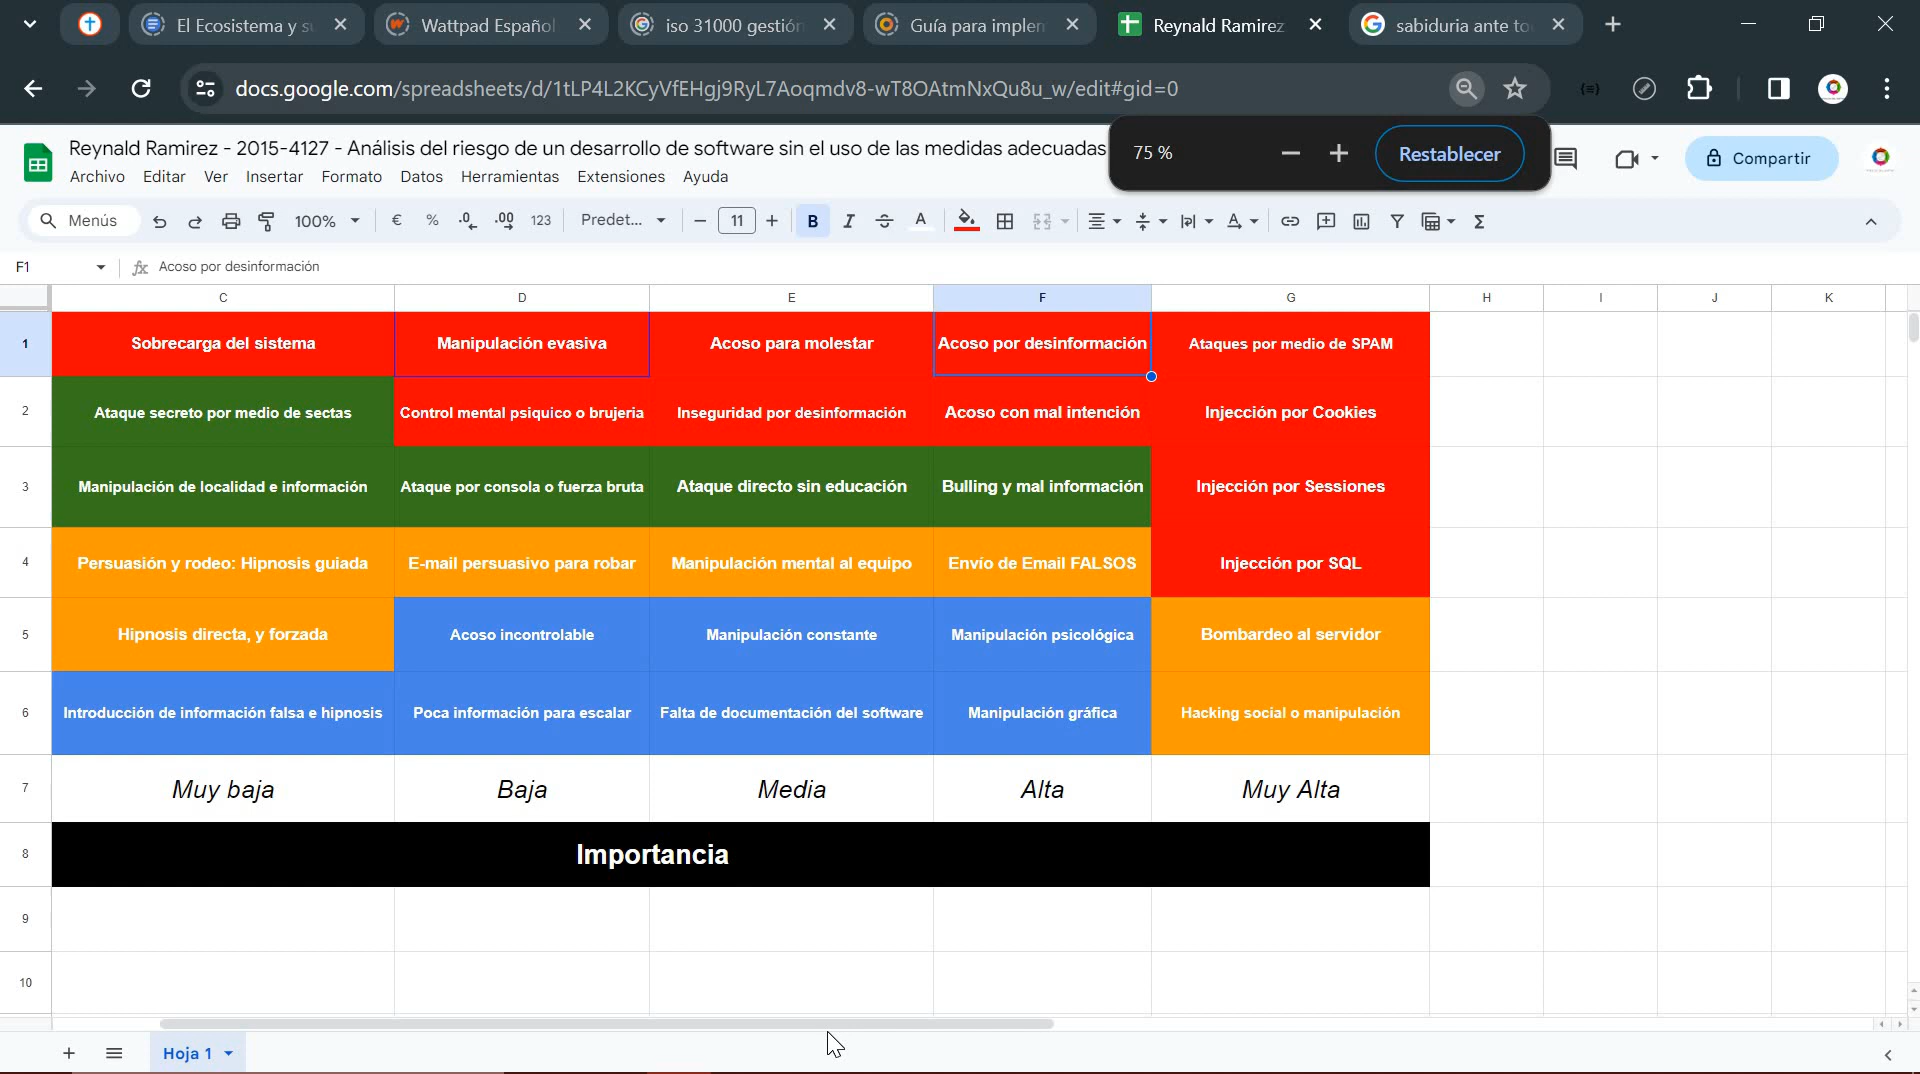 El Ecosistema y s
Wattpad Español
iso 31000 gestión
Guía para implen
Reynald Ramirez
sabiduria ante to
docs.google.com/spreadsheets/d/1tLP4L2KCyVfEHgj9RyL7Aoqmdv8-wT8OAtmNxQu8u_w/edit#gid=0
Reynald Ramirez - 2015-4127 - Análisis del riesgo de un desarrollo de software sin el uso de las medidas adecuadas
75 %
Restablecer
Compartir
Archivo Editar Ver Insertar Formato Datos Herramientas Extensiones Ayuda
Menús 100% € % .0 .00 123 Predet... 11 B I S A Σ
F1 fx Acoso por desinformación
C D E F G H I J K
1 Sobrecarga del sistema Manipulación evasiva Acoso para molestar Acoso por desinformación Ataques por medio de SPAM
2 Ataque secreto por medio de sectas Control mental psiquico o brujeria Inseguridad por desinformación Acoso con mal intención Injección por Cookies
3 Manipulación de localidad e información Ataque por consola o fuerza bruta Ataque directo sin educación Bulling y mal información Injección por Sessiones
4 Persuasión y rodeo: Hipnosis guiada E-mail persuasivo para robar Manipulación mental al equipo Envío de Email FALSOS Injección por SQL
5 Hipnosis directa, y forzada Acoso incontrolable Manipulación constante Manipulación psicológica Bombardeo al servidor
6 Introducción de información falsa e hipnosis Poca información para escalar Falta de documentación del software Manipulación gráfica Hacking social o manipulación
7 Muy baja Baja Media Alta Muy Alta
8 Importancia
9
10
Hoja 1